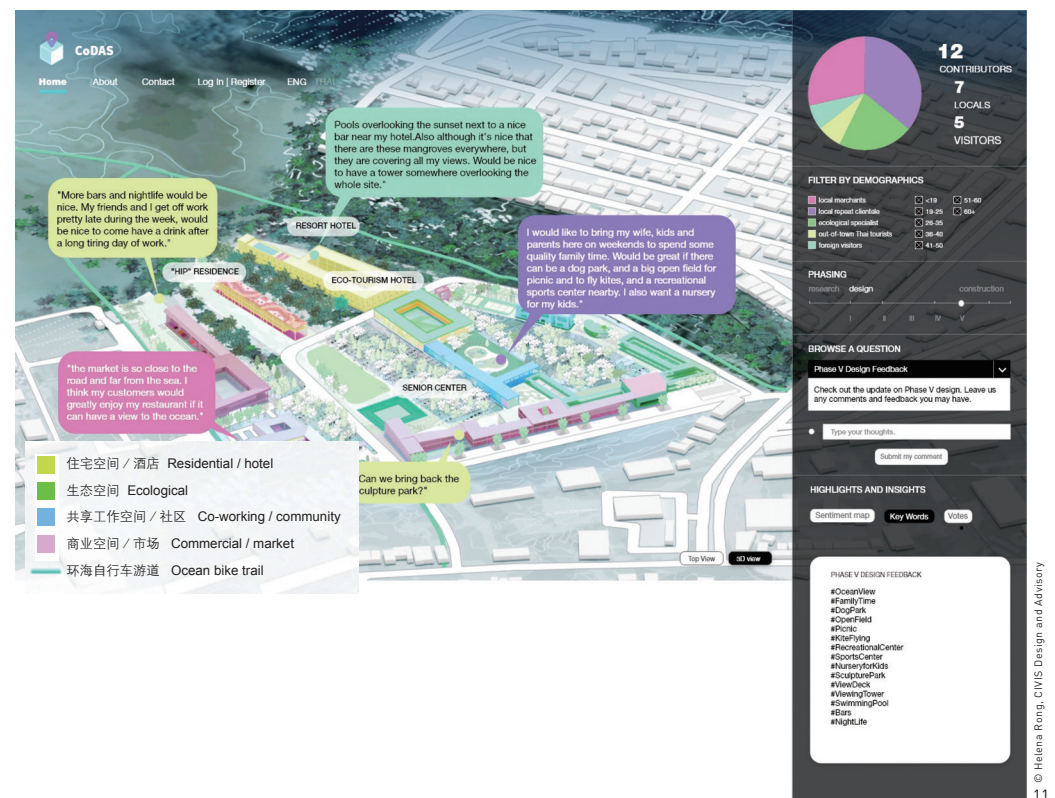 CoDAS
Home About Contact Log In | Register ENG
Pools overlooking the sunset next to a nice
bar near my hotel.Also although it's nice that
there are these mangroves everywhere, but
they are covering all my views. Would be nice
to have a tower somewhere overlooking the
whole site."
"More bars and nightlife would be
nice. My friends and I get off work
pretty late during the week, would
be nice to come have a drink after
a long tiring day of work."
RESORT HOTEL
I would like to bring my wife, kids and
parents here on weekends to spend some
quality family time. Would be great if there
can be a dog park, and a big open field for
picnic and to fly kites, and a recreational
sports center nearby. I also want a nursery
for my kids."
"HIP" RESIDENCE
ECO-TOURISM HOTEL
"the market is so close to the
road and far from the sea. I
think my customers would
greatly enjoy my restaurant if it
can have a view to the ocean."
SENIOR CENTER
Can we bring back the
culpture park?"
住宅空间 / 酒店 Residential / hotel
生态空间 Ecological
共享工作空间 / 社区 Co-working / community
商业空间 / 市场 Commercial / market
环海自行车游道 Ocean bike trail
Top View 3D view
12
CONTRIBUTORS
7
LOCALS
5
VISITORS
FILTER BY DEMOGRAPHICS
local merchants <19 51-60
local repeat clientele 19-25 60+
ecological specialist 26-35
out-of-town Thai tourists 36-40
foreign visitors 41-50
PHASING
research design construction
I II III IV V
BROWSE A QUESTION
Phase V Design Feedback
Check out the update on Phase V design. Leave us
any comments and feedback you may have.
Type your thoughts.
Submit my comment
HIGHLIGHTS AND INSIGHTS
Sentiment map Key Words Votes
PHASE V DESIGN FEEDBACK
#OceanView
#FamilyTime
#DogPark
#OpenField
#Picnic
#KiteFlying
#RecreationalCenter
#SportsCenter
#NurseryforKids
#SculpturePark
#ViewDeck
#ViewingTower
#SwimmingPool
#Bars
#NightLife
© Helena Rong, CIVIS Design and Advisory
11